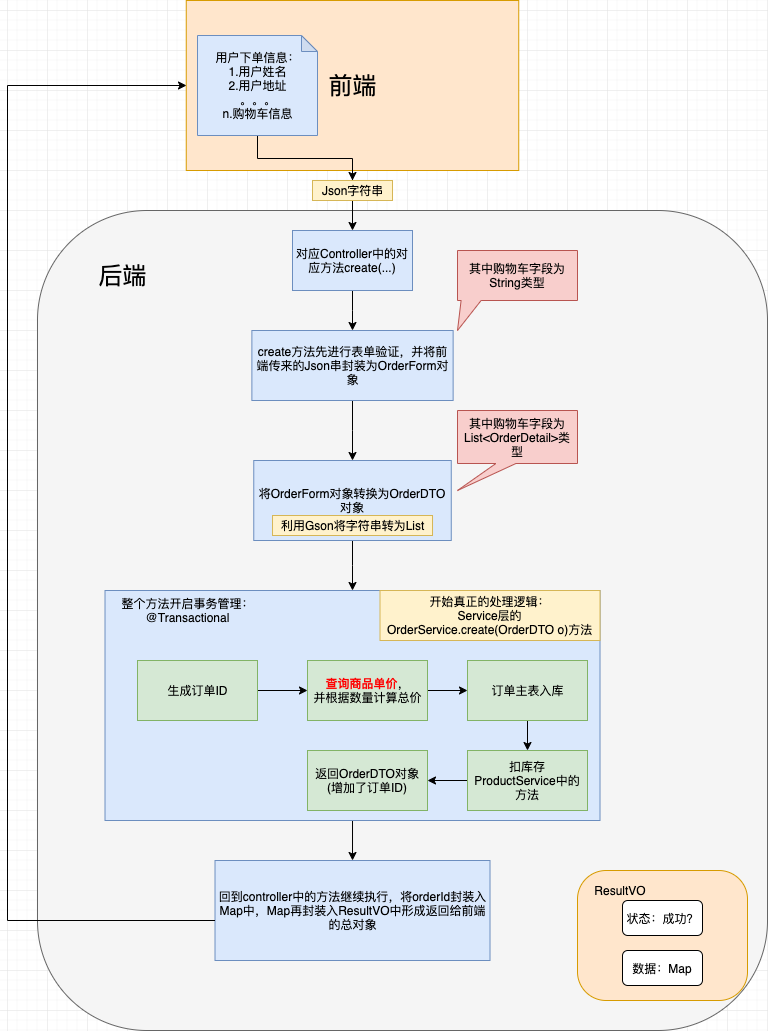 用户下单信息：
1.用户姓名
2.用户地址
。。。
n.购物车信息
前端
Json字符串
后端
对应Controller中的对
应方法create(...)
其中购物车字段为
String类型
create方法先进行表单验证，并将前
端传来的Json串封装为OrderForm对
象
其中购物车字段为
List<OrderDetail>类
型
将OrderForm对象转换为OrderDTO
对象
利用Gson将字符串转为List
整个方法开启事务管理：
@Transactional
开始真正的处理逻辑：
Service层的
OrderService.create(OrderDTO o)方法
生成订单ID
查询商品单价，
并根据数量计算总价
订单主表入库
返回OrderDTO对象
(增加了订单ID)
扣库存
ProductService中的
方法
回到controller中的方法继续执行，将orderId封装入
Map中，Map再封装入ResultVO中形成返回给前端
的总对象
ResultVO
状态：成功？
数据：Map